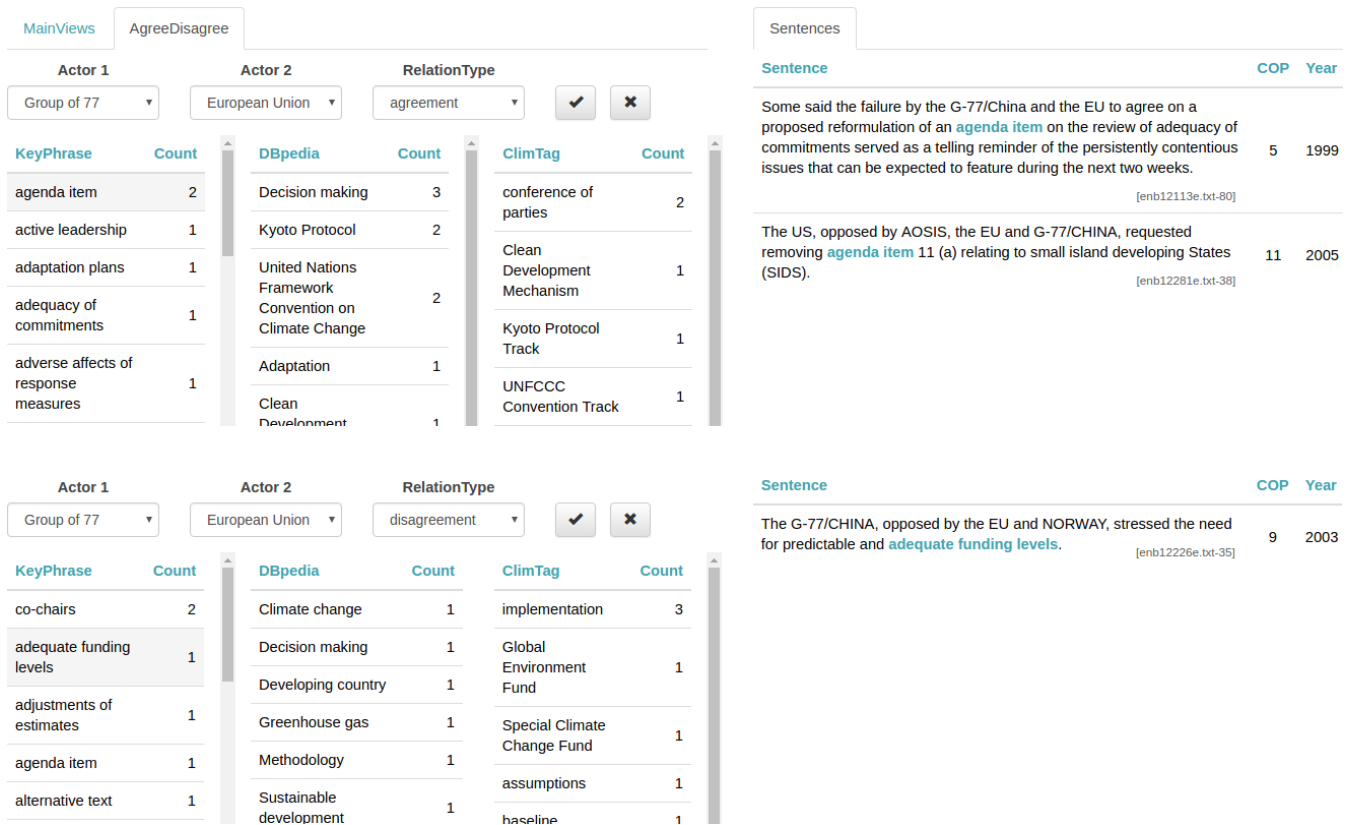 MainViews AgreeDisagree
Actor 1 Actor 2 RelationType
Group of 77 European Union agreement
KeyPhrase Count
agenda item 2
active leadership 1
adaptation plans 1
adequacy of
commitments 1
adverse affects of
response
measures 1
DBpedia Count
Decision making 3
Kyoto Protocol 2
United Nations
Framework
Convention on
Climate Change 2
Adaptation 1
Clean
Development 1
ClimTag Count
conference of
parties 2
Clean
Development
Mechanism 1
Kyoto Protocol
Track 1
UNFCCC
Convention Track 1
Sentences
Sentence COP Year
Some said the failure by the G-77/China and the EU to agree on a
proposed reformulation of an agenda item on the review of adequacy of
commitments served as a telling reminder of the persistently contentious
issues that can be expected to feature during the next two weeks.
[enb12113e.txt-80]
5 1999
The US, opposed by AOSIS, the EU and G-77/CHINA, requested
removing agenda item 11 (a) relating to small island developing States
(SIDS).
[enb12281e.txt-38]
11 2005
Actor 1 Actor 2 RelationType
Group of 77 European Union disagreement
KeyPhrase Count
co-chairs 2
adequate funding
levels 1
adjustments of
estimates 1
agenda item 1
alternative text 1
DBpedia Count
Climate change 1
Decision making 1
Developing country 1
Greenhouse gas 1
Methodology 1
Sustainable
development 1
ClimTag Count
implementation 3
Global
Environment
Fund 1
Special Climate
Change Fund 1
assumptions 1
baseline 1
Sentence COP Year
The G-77/CHINA, opposed by the EU and NORWAY, stressed the need
for predictable and adequate funding levels.
[enb12226e.txt-35]
9 2003